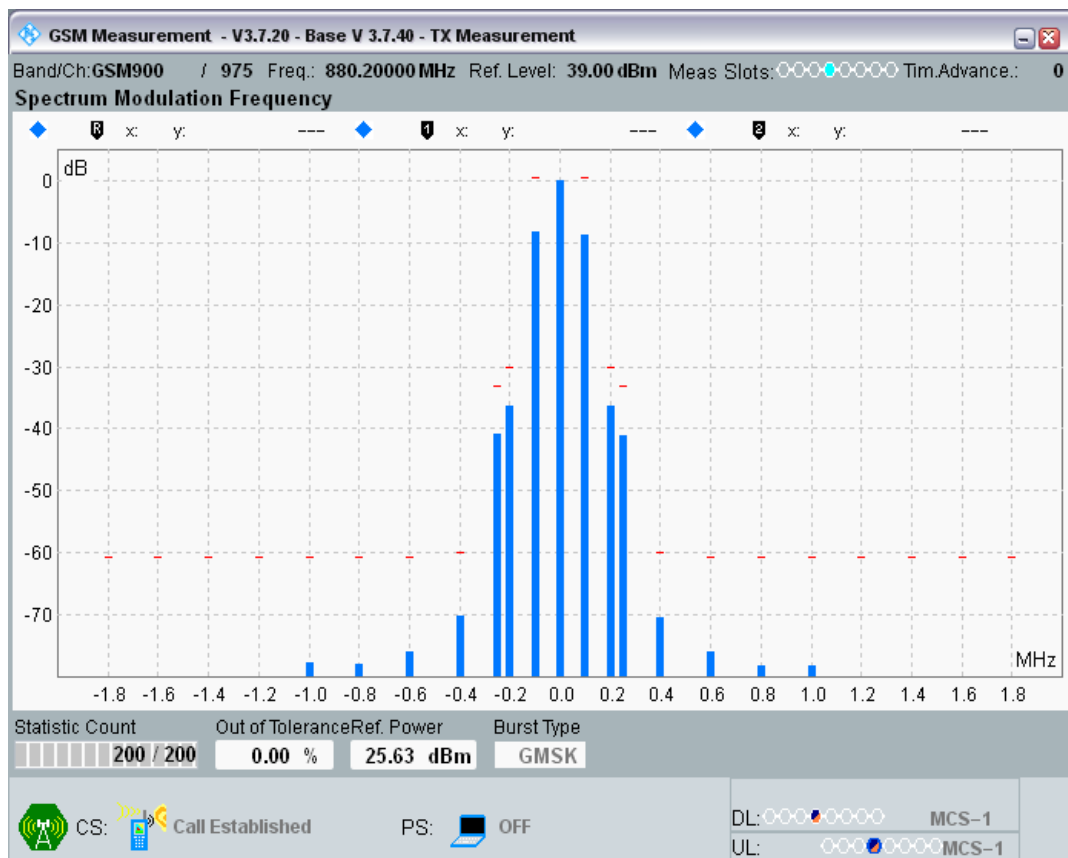 GSM Measurement - V3.7.20 - Base V 3.7.40 - TX Measurement
Band/Ch:GSM900 / 975 Freq.: 880.20000 MHz Ref. Level: 39.00 dBm Meas Slots: Tim.Advance.: 0
Spectrum Modulation Frequency
R x: y: --- 1 x: y: --- 2 x: y: ---
dB
0
-10
-20
-30
-40
-50
-60
-70
MHz
-1.8 -1.6 -1.4 -1.2 -1.0 -0.8 -0.6 -0.4 -0.2 0.0 0.2 0.4 0.6 0.8 1.0 1.2 1.4 1.6 1.8
Statistic Count Out of Tolerance Ref. Power Burst Type
200 / 200 0.00 % 25.63 dBm GMSK
CS: Call Established PS: OFF
DL: MCS-1
UL: MCS-1